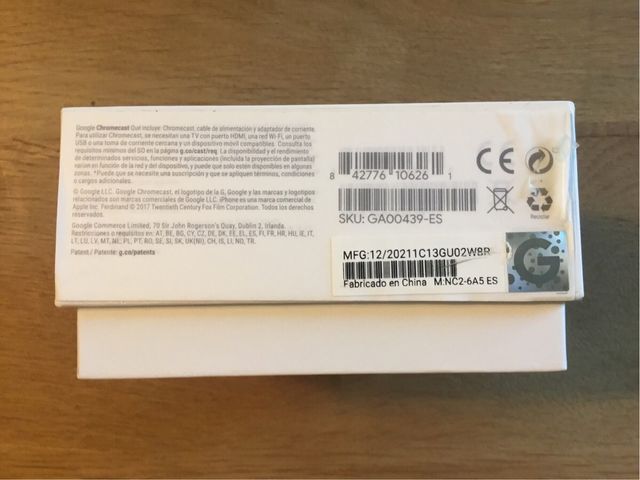 Google Chromecast Qué incluye: Chromecast, cable de alimentación y adaptador de corriente.
Para utilizar Chromecast, se necesitan una TV con puerto HDMI, una red Wi-Fi, un puerto
USB o una toma de corriente cercana y un dispositivo móvil compatibles. Consulta los
requisitos mínimos del SO en la página g.co/cast/req. La disponibilidad y el rendimiento
de determinados servicios, funciones y aplicaciones (incluida la proyección de pantalla)
varían en función de la red y del dispositivo, y puede que solo estén disponibles en algunas
zonas. *Puede que se necesite una suscripción y que se apliquen términos, condiciones
o cargos adicionales.
© Google LLC. Google Chromecast, el logotipo de la G, Google y las marcas y logotipos
relacionados son marcas comerciales de Google LLC. iPhone es una marca comercial de
Apple Inc. Ferdinand © 2017 Twentieth Century Fox Film Corporation. Todos los derechos
reservados.
Google Commerce Limited, 70 Sir John Rogerson's Quay, Dublin 2, Irlanda.
Restricciones o requisitos en: AT, BE, BG, CY, CZ, DE, DK, EE, EL, ES, FI, FR, HR, HU, IE, IT,
LT, LU, LV, MT, NL, PL, PT, RO, SE, SI, SK, UK(NI), CH, IS, LI, NO, TR.
Patent / Patente: g.co/patents
8 42776 10626 1
SKU: GA00439-ES
CE
Reciclar
MFG:12/20211C13GU02W8R
Fabricado en China M:NC2-6A5 ES
G